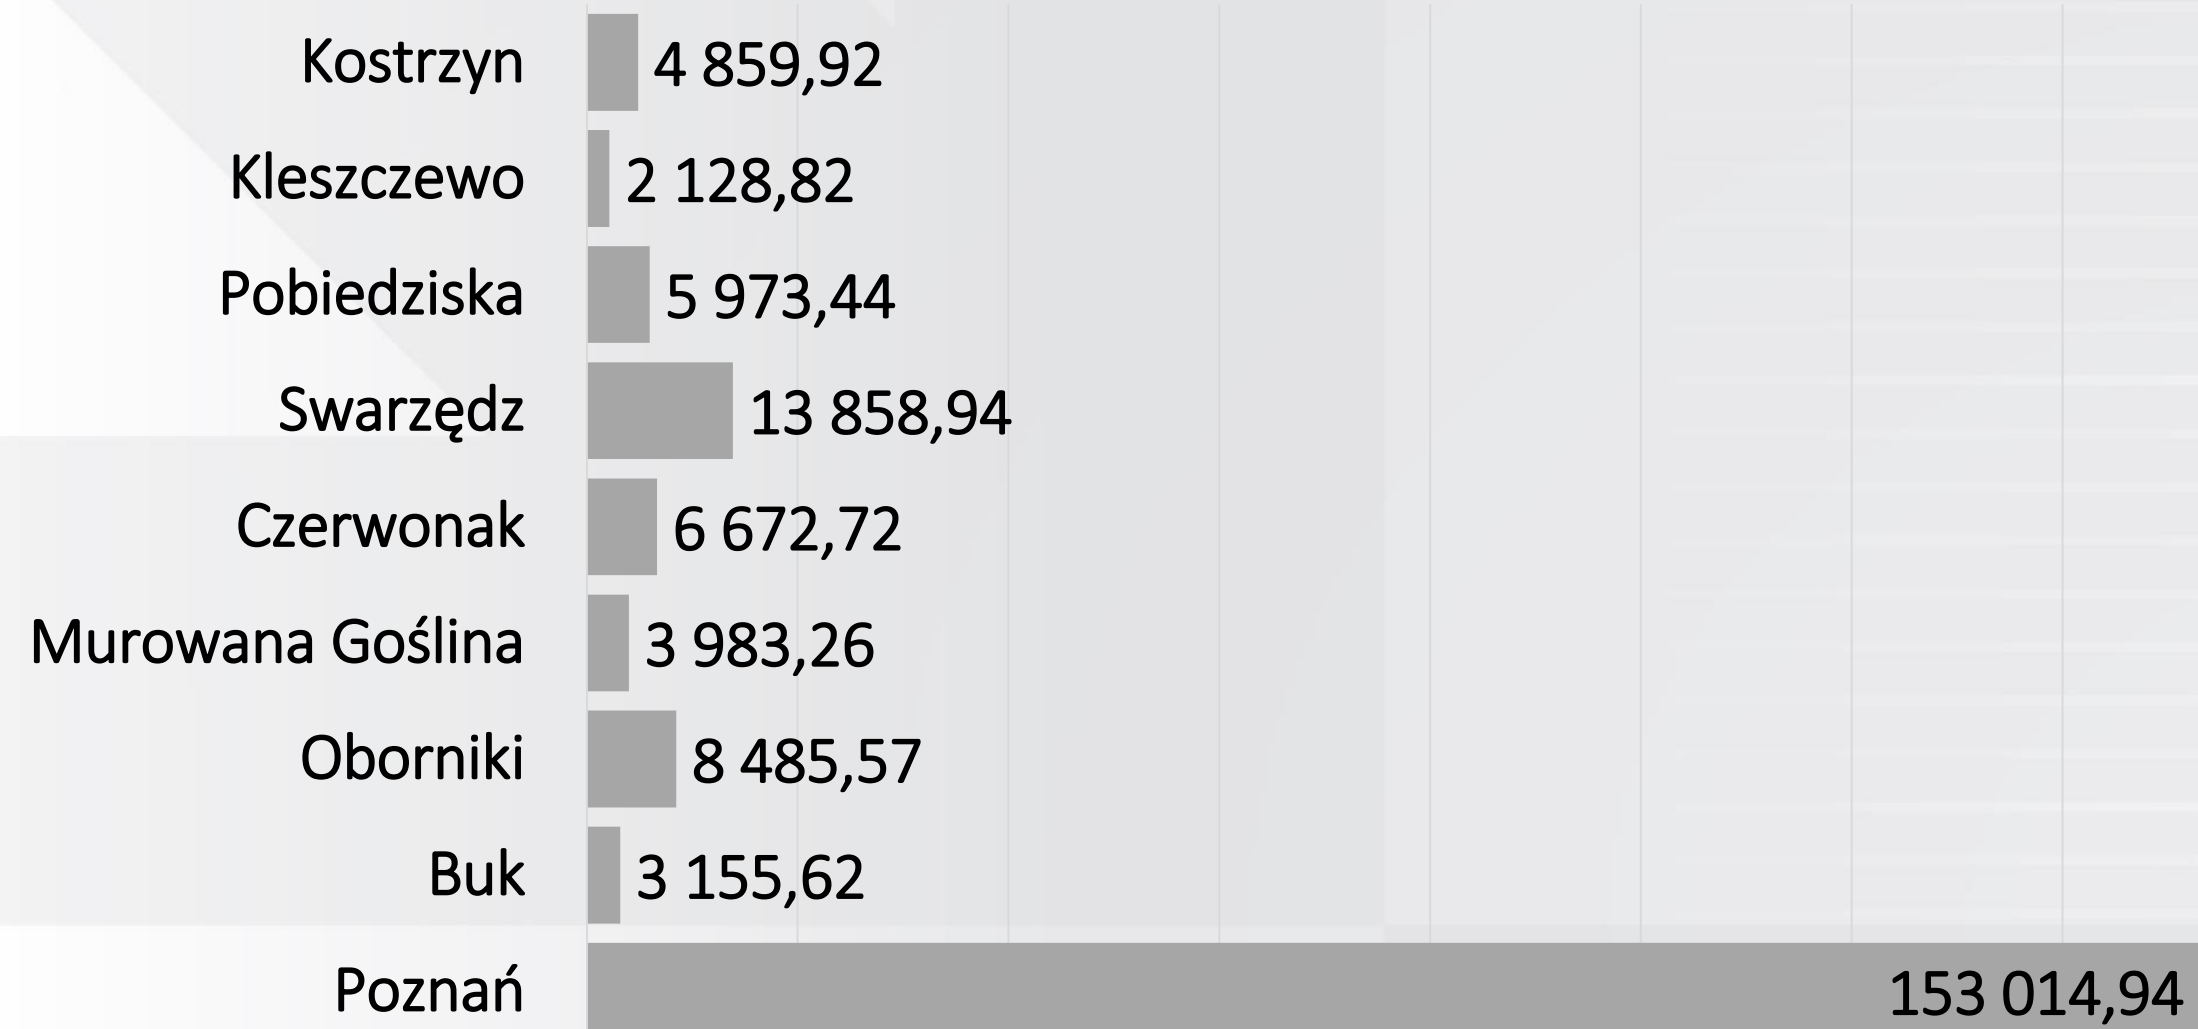 Kostrzyn 4 859,92
Kleszczewo 2 128,82
Pobiedziska 5 973,44
Swarzędz 13 858,94
Czerwonak 6 672,72
Murowana Goślina 3 983,26
Oborniki 8 485,57
Buk 3 155,62
Poznań 153 014,94